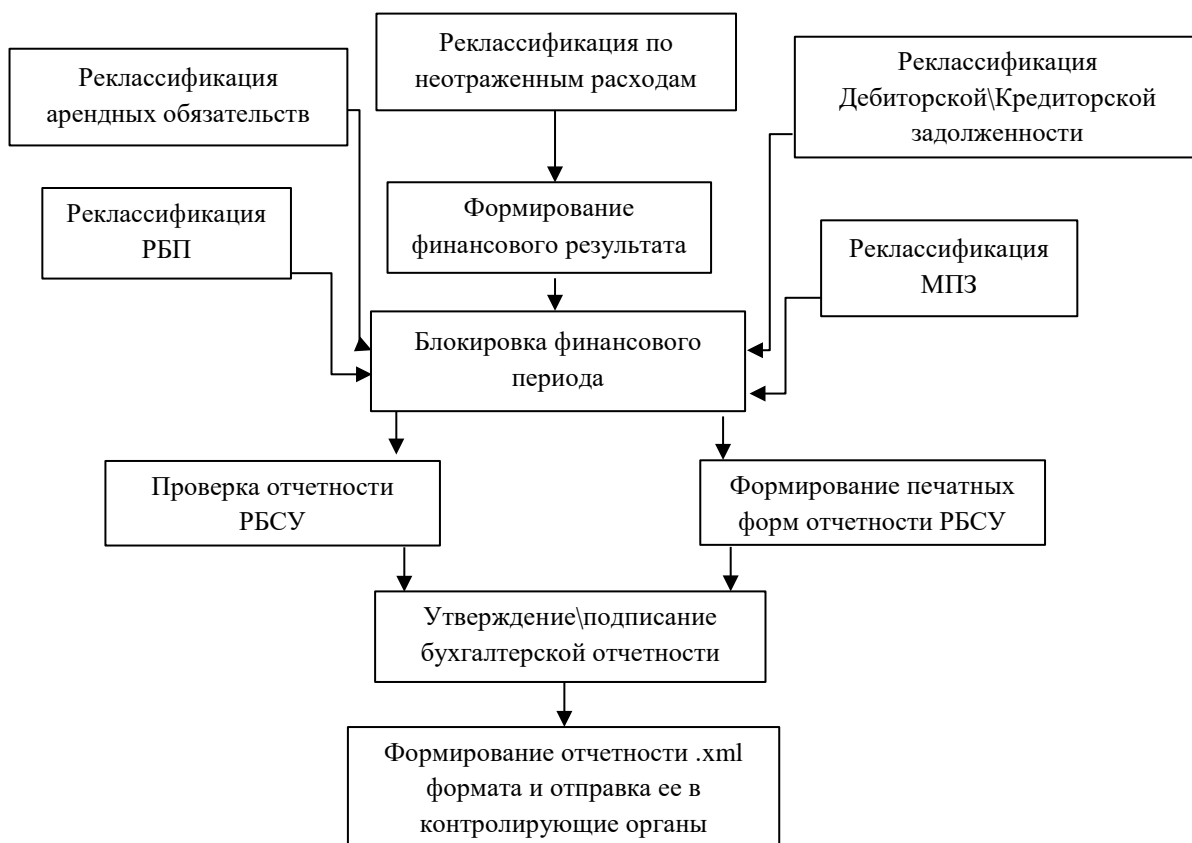 Реклассификация по
неотраженным расходам
Реклассификация
арендных обязательств
Реклассификация
Дебиторской\Кредиторской
задолженности
Реклассификация
РБП
Формирование
финансового результата
Реклассификация
МПЗ
Блокировка финансового
периода
Проверка отчетности
РБСУ
Формирование печатных
форм отчетности РБСУ
Утверждение\подписание
бухгалтерской отчетности
Формирование отчетности .xml
формата и отправка ее в
контролирующие органы